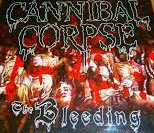 CANNIBAL
CORPSE
The Bleeding